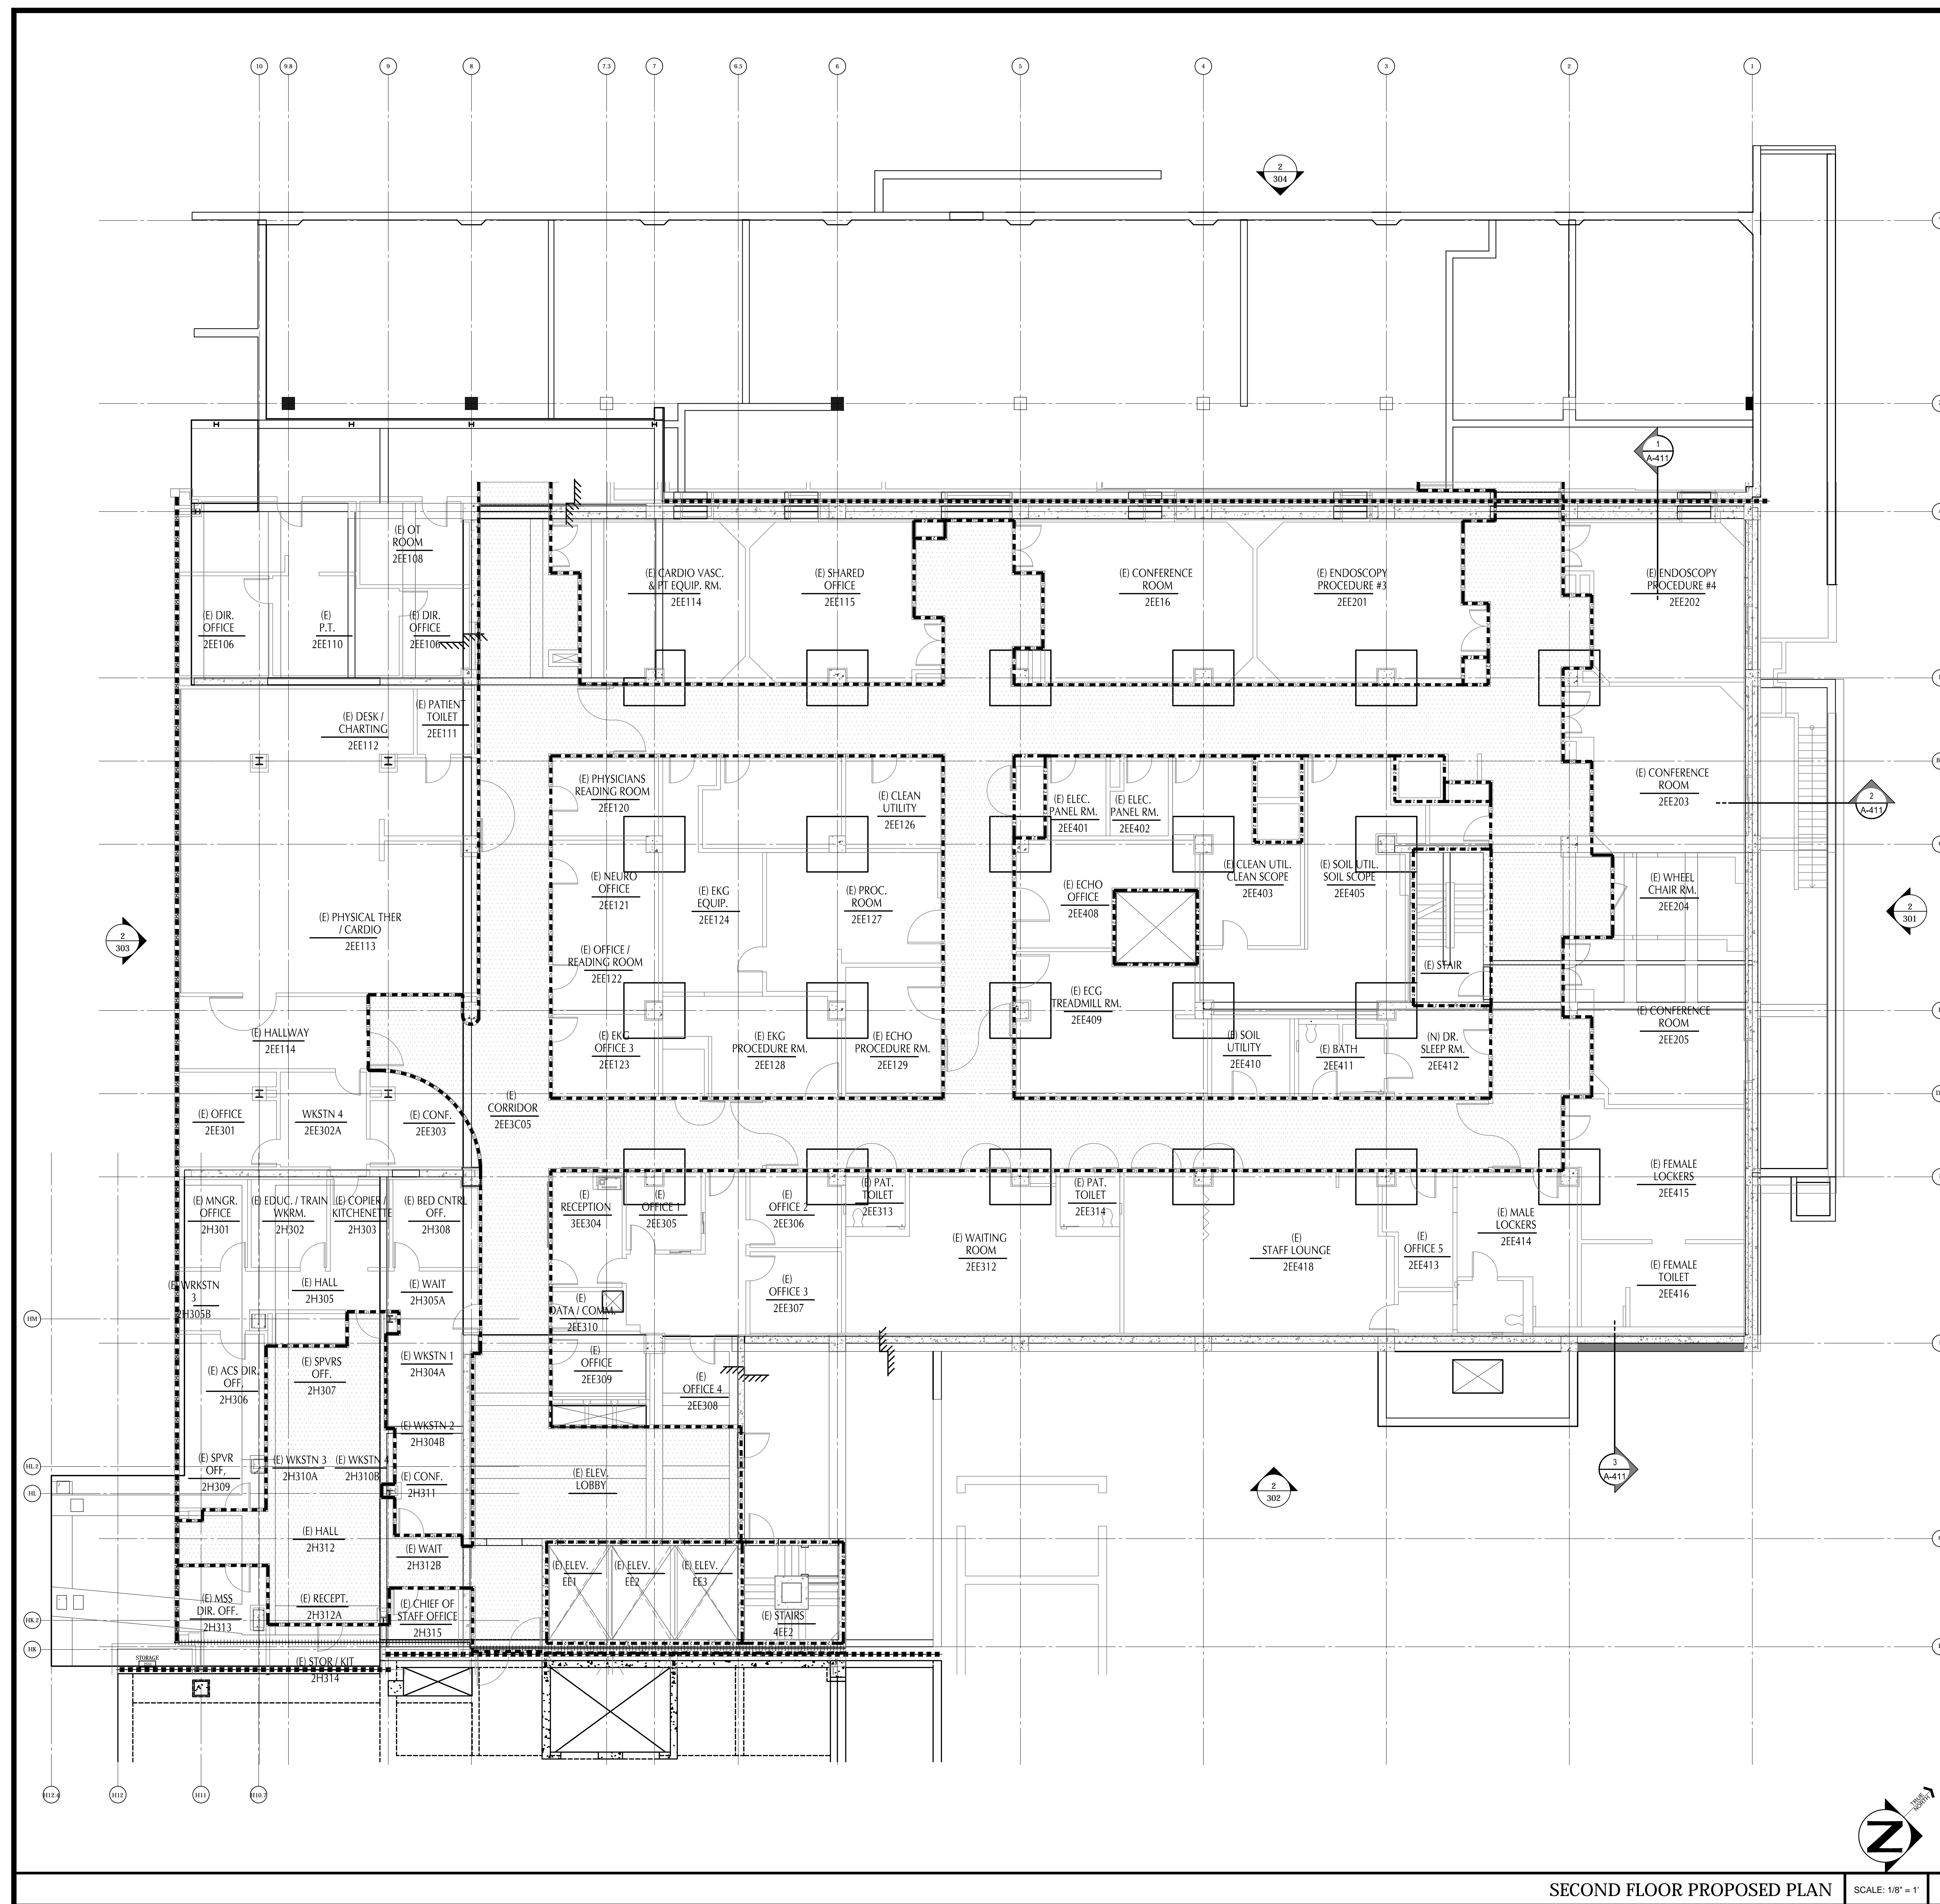 10
9.8
9
8
7.3
7
6.5
6
5
4
3
2
1
2
304
1
A-411
(E) OT
ROOM
2EE108
(E) CARDIO VASC.
& PT EQUIP. RM.
2EE114
(E) SHARED
OFFICE
2EE115
(E) CONFERENCE
ROOM
2EE16
(E) ENDOSCOPY
PROCEDURE #3
2EE201
(E) ENDOSCOPY
PROCEDURE #4
2EE202
(E) DIR.
OFFICE
2EE106
(E)
P.T.
2EE110
(E) DIR.
OFFICE
2EE106
(E) PATIENT
TOILET
2EE111
(E) DESK /
CHARTING
2EE112
(E) PHYSICIANS
READING ROOM
2EE120
(E) CLEAN
UTILITY
2EE126
(E) ELEC.
PANEL RM.
2EE401
(E) ELEC.
PANEL RM.
2EE402
(E) CONFERENCE
ROOM
2EE203
2
A-411
(E) NEURO
OFFICE
2EE121
(E) EKG
EQUIP.
2EE124
(E) PROC.
ROOM
2EE127
(E) ECHO
OFFICE
2EE408
(E) CLEAN UTIL.
CLEAN SCOPE
2EE403
(E) SOIL UTIL.
SOIL SCOPE
2EE405
(E) WHEEL
CHAIR RM.
2EE204
2
301
2
303
(E) PHYSICAL THER
/ CARDIO
2EE113
(E) OFFICE /
READING ROOM
2EE122
(E) STAIR
(E) ECG
TREADMILL RM.
2EE409
(E) HALLWAY
2EE114
(E) EKG
OFFICE 3
2EE123
(E) EKG
PROCEDURE RM.
2EE128
(E) ECHO
PROCEDURE RM.
2EE129
(E) SOIL
UTILITY
2EE410
(E) BATH
2EE411
(N) DR.
SLEEP RM.
2EE412
(E) CONFERENCE
ROOM
2EE205
(E) OFFICE
2EE301
WKSTN 4
2EE302A
(E) CONF.
2EE303
(E)
CORRIDOR
2EE3C05
(E) MNGR.
OFFICE
2H301
(E) EDUC. / TRAIN
WKRM.
2H302
(E) COPIER /
KITCHENETTE
2H303
(E) BED CNTRL
OFF.
2H308
(E)
RECEPTION
3EE304
(E)
OFFICE 1
2EE305
(E)
OFFICE 2
2EE306
(E) PAT.
TOILET
2EE313
(E) PAT.
TOILET
2EE314
(E) FEMALE
LOCKERS
2EE415
(E) MALE
LOCKERS
2EE414
(E) WAITING
ROOM
2EE312
(E)
STAFF LOUNGE
2EE418
(E)
OFFICE 5
2EE413
(E) FEMALE
TOILET
2EE416
(E) WRKSTN
3
2H305B
(E) HALL
2H305
(E) WAIT
2H305A
(E)
DATA / COMM.
2EE310
(E)
OFFICE 3
2EE307
HM
(E) ACS DIR.
OFF,
2H306
(E) SPVRS
OFF.
2H307
(E) WKSTN 1
2H304A
(E)
OFFICE
2EE309
(E)
OFFICE 4
2EE308
(E) WKSTN 2
2H304B
HL.2
(E) SPVR
OFF,
2H309
(E) WKSTN 3
2H310A
(E) WKSTN 4
2H310B
(E) CONF.
2H311
(E) ELEV.
LOBBY
HL
2
302
3
A-411
(E) HALL
2H312
(E) WAIT
2H312B
(E) ELEV.
EE1
(E) ELEV.
EE2
(E) ELEV.
EE3
(E) MSS
DIR. OFF.
2H313
(E) RECEPT.
2H312A
(E) CHIEF OF
STAFF OFFICE
2H315
(E) STAIRS
4EE2
HK.2
HK
STORAGE
(E) STOR / KIT
2H314
H12.4
H12
H11
H10.7
TRUE
NORTH
N
SECOND FLOOR PROPOSED PLAN
SCALE: 1/8" = 1'